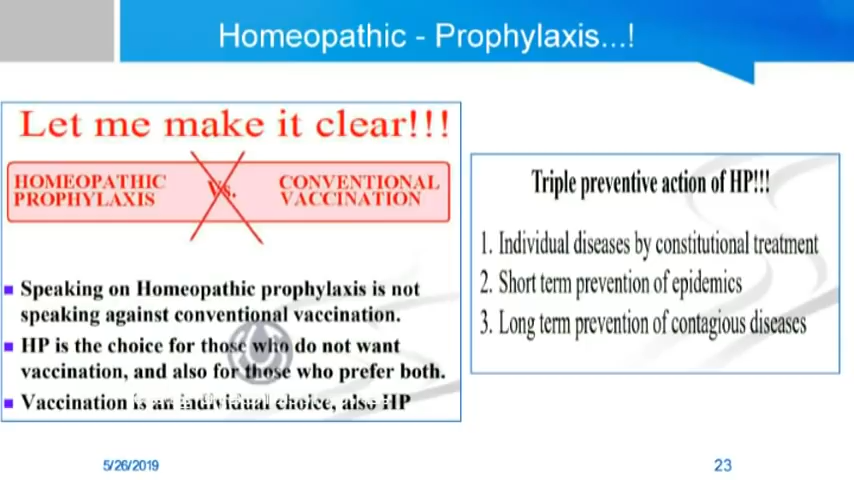 Homeopathic - Prophylaxis...!
Let me make it clear!!!
HOMEOPATHIC
PROPHYLAXIS
Vs.
CONVENTIONAL
VACCINATION
Speaking on Homeopathic prophylaxis is not
speaking against conventional vaccination.
HP is the choice for those who do not want
vaccination, and also for those who prefer both.
Vaccination is an individual choice, also HP
Triple preventive action of HP!!!
1. Individual diseases by constitutional treatment
2. Short term prevention of epidemics
3. Long term prevention of contagious diseases
5/26/2019
23